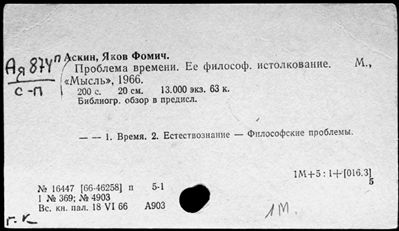 Ая 874
С-П
п Аскин, Яков Фомич.
Проблема времени. Ее философ. истолкование. М.,
«Мысль», 1966.
200 с. 20 см. 13.000 экз. 63 к.
Библиогр. обзор в предисл.
— — 1. Время. 2. Естествознание — Философские проблемы.
1М+5 : 1+[016.3]
5
№ 16447 [66-46258] п 5-1
1 № 369; № 4903
Вс. кн. пал. 18 VI 66 А903
г. К
1М.